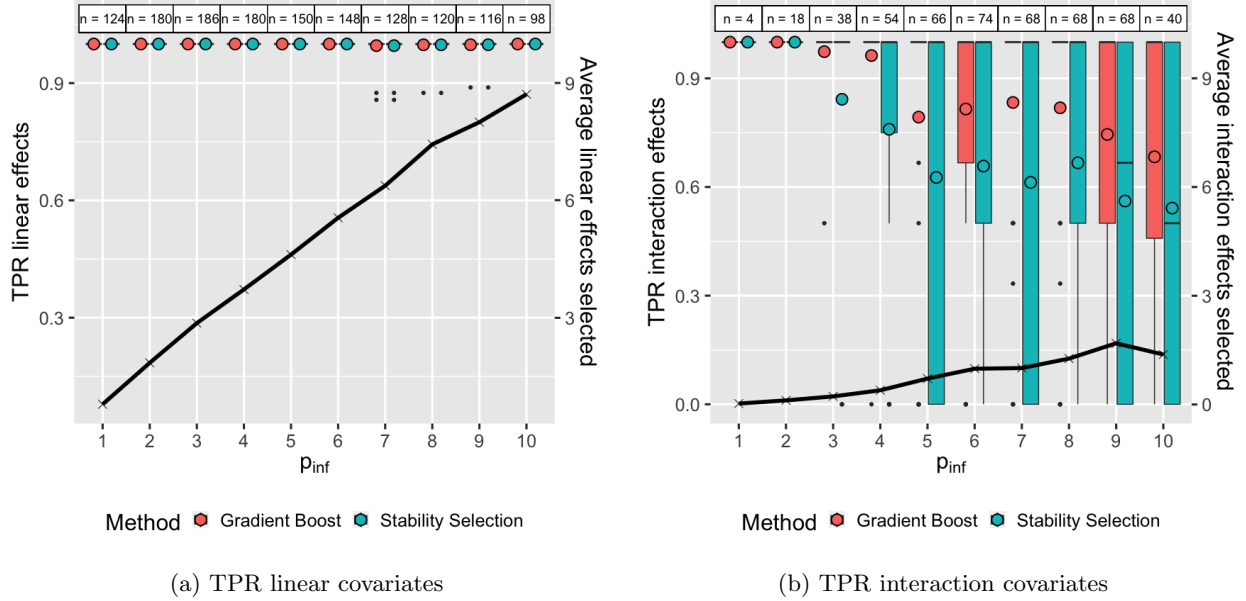 n = 124 n = 180 n = 186 n = 180 n = 150 n = 148 n = 128 n = 120 n = 116 n = 98
TPR linear effects
0.9
0.6
0.3
9
6
3
Average linear effects selected
1 2 3 4 5 6 7 8 9 10
pinf
Method Gradient Boost Stability Selection
(a) TPR linear covariates
n = 4 n = 18 n = 38 n = 54 n = 66 n = 74 n = 68 n = 68 n = 68 n = 40
TPR interaction effects
0.9
0.6
0.3
0.0
9
6
3
0
Average interaction effects selected
1 2 3 4 5 6 7 8 9 10
pinf
Method Gradient Boost Stability Selection
(b) TPR interaction covariates